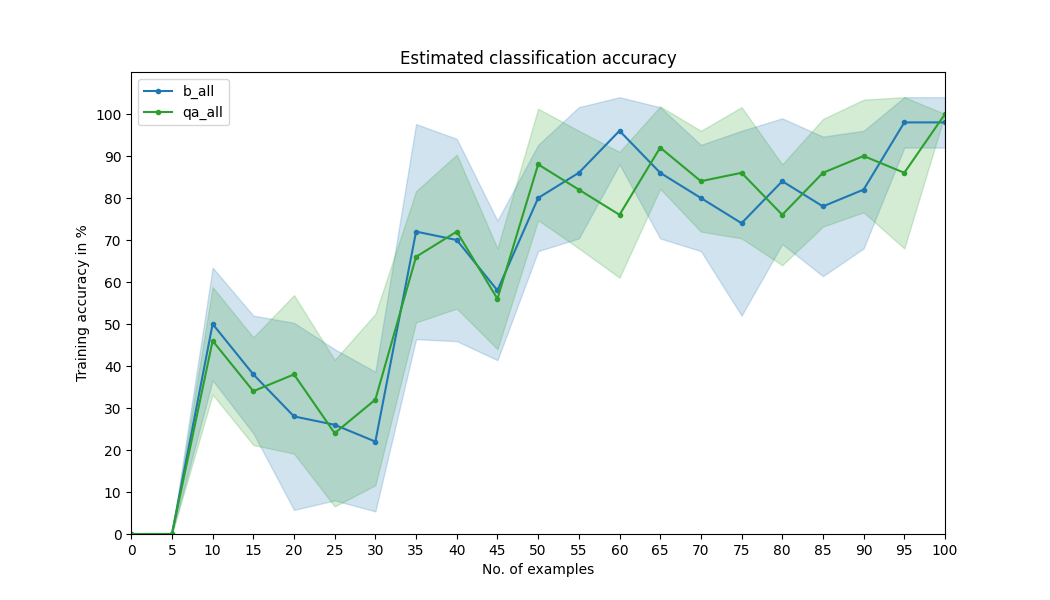 Estimated classification accuracy
b_all
qa_all
Training accuracy in %
100
90
80
70
60
50
40
30
20
10
0
0 5 10 15 20 25 30 35 40 45 50 55 60 65 70 75 80 85 90 95 100
No. of examples